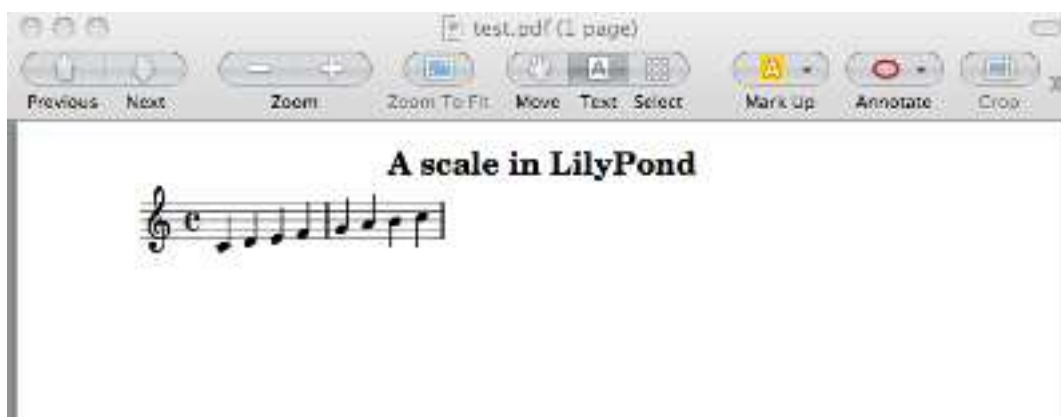 test.pdf (1 page)
Previous Next Zoom Zoom To Fit Move Text Select Mark Up Annotate Crop
A scale in LilyPond